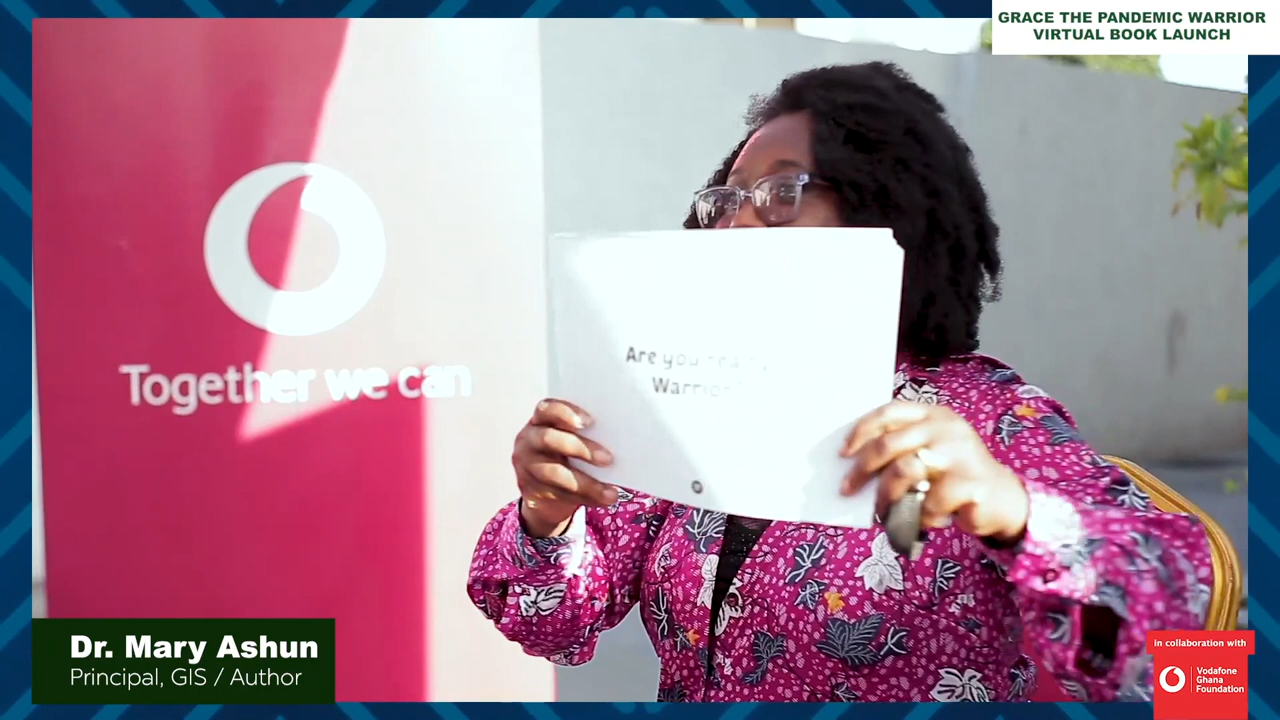 GRACE THE PANDEMIC WARRIOR
VIRTUAL BOOK LAUNCH
Together we can
Are you
Dr. Mary Ashun
Principal, GIS / Author
in collaboration with
Vodafone
Ghana
Foundation